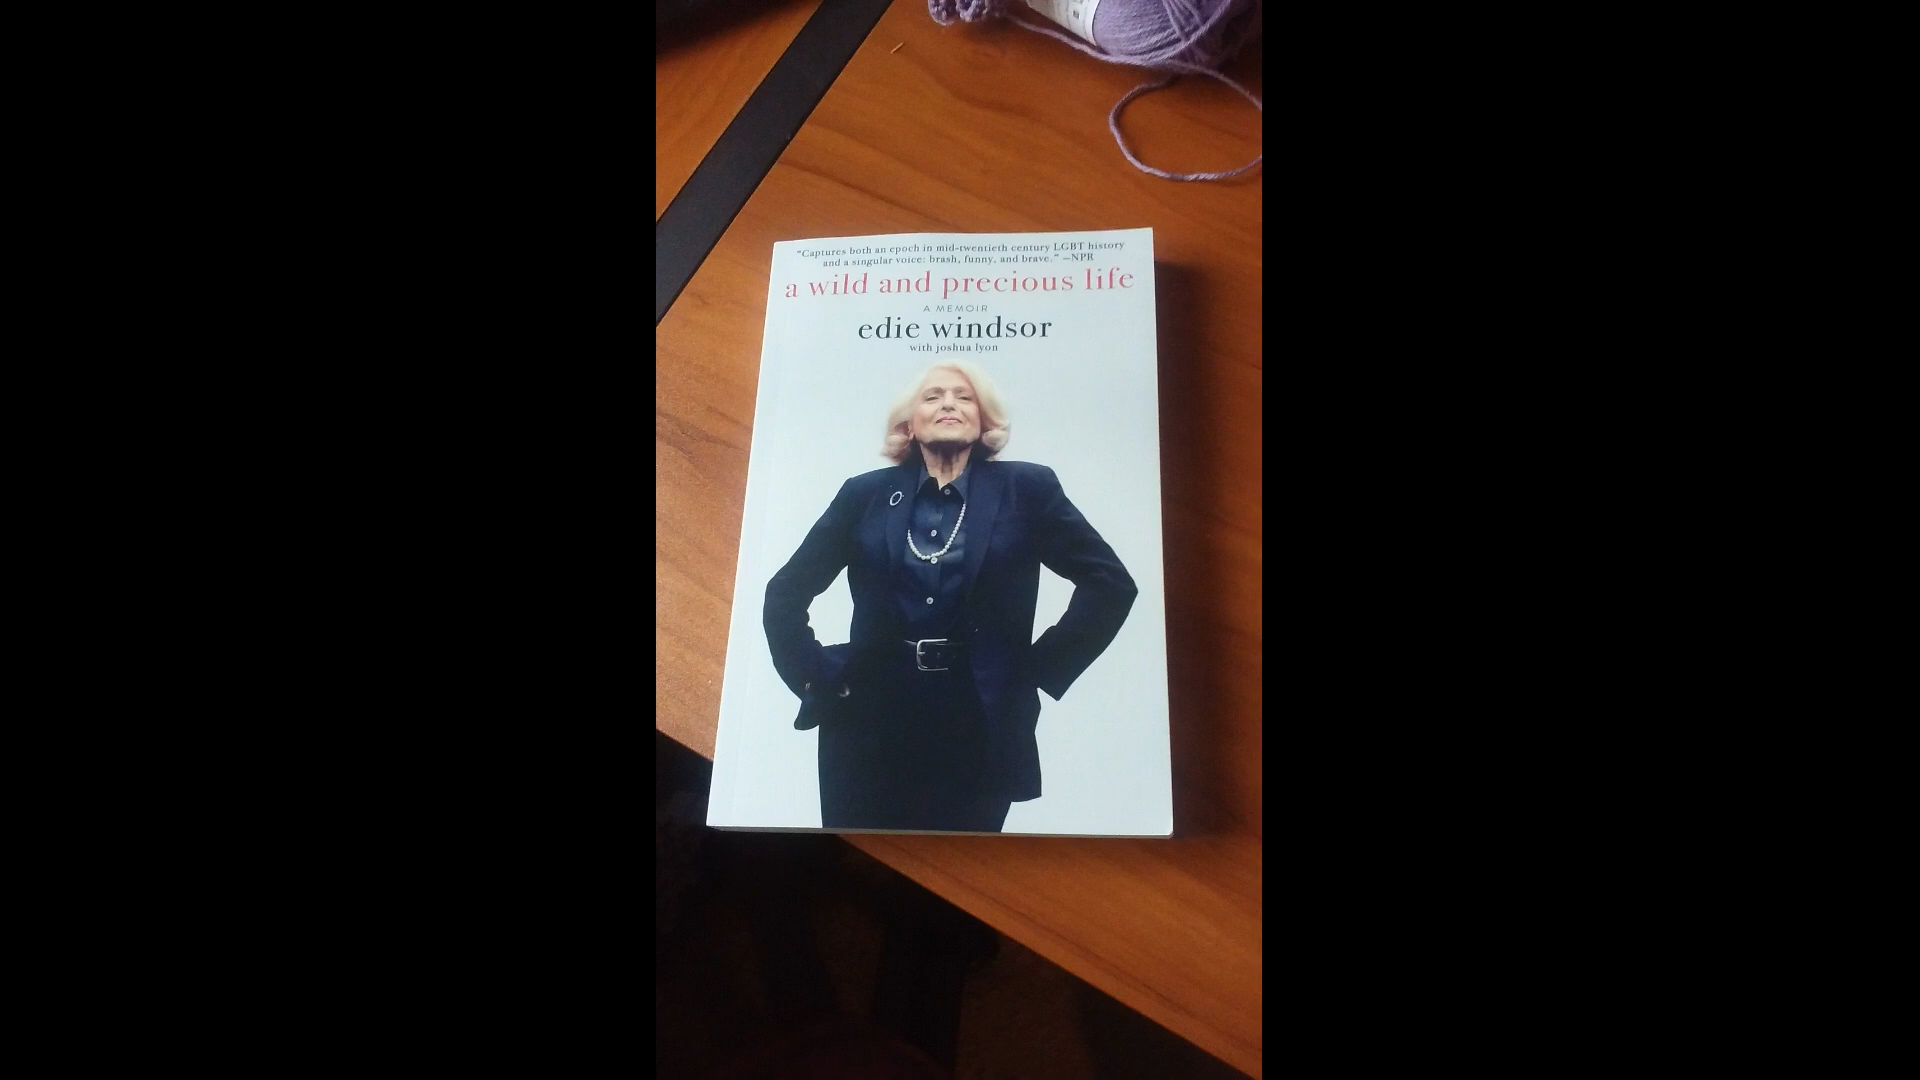 "Captures both an epoch in mid-twentieth century LGBT history
and a singular voice: brash, funny, and brave." —NPR
a wild and precious life
A MEMOIR
edie windsor
with joshua lyon